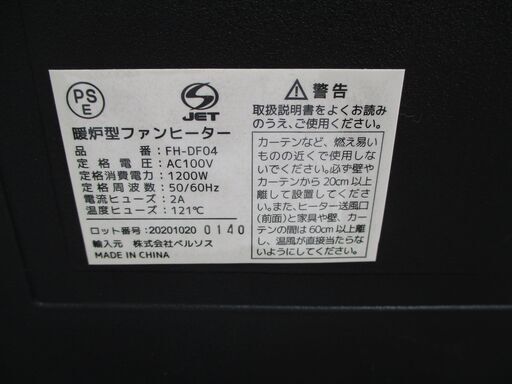 PS
E
JET
暖炉型ファンヒーター
品番:FH-DF04
定格電圧:AC100V
定格消費電力:1200W
定格周波数:50/60Hz
電流ヒューズ:2A
温度ヒューズ:121℃
ロット番号:20201020 0140
輸入元 株式会社ベルソス
MADE IN CHINA
警告
取扱説明書をよくお読み
のうえ、ご使用ください。
カーテンなど、燃え易い
ものの近くで使用しな
いでください。必ず壁や
カーテンから20cm以上
離して設置してくださ
い。また、ヒーター送風口
(前面)と家具や壁、カー
テンの間は60cm以上離
し、温風が直接当たらな
いようにしてください。